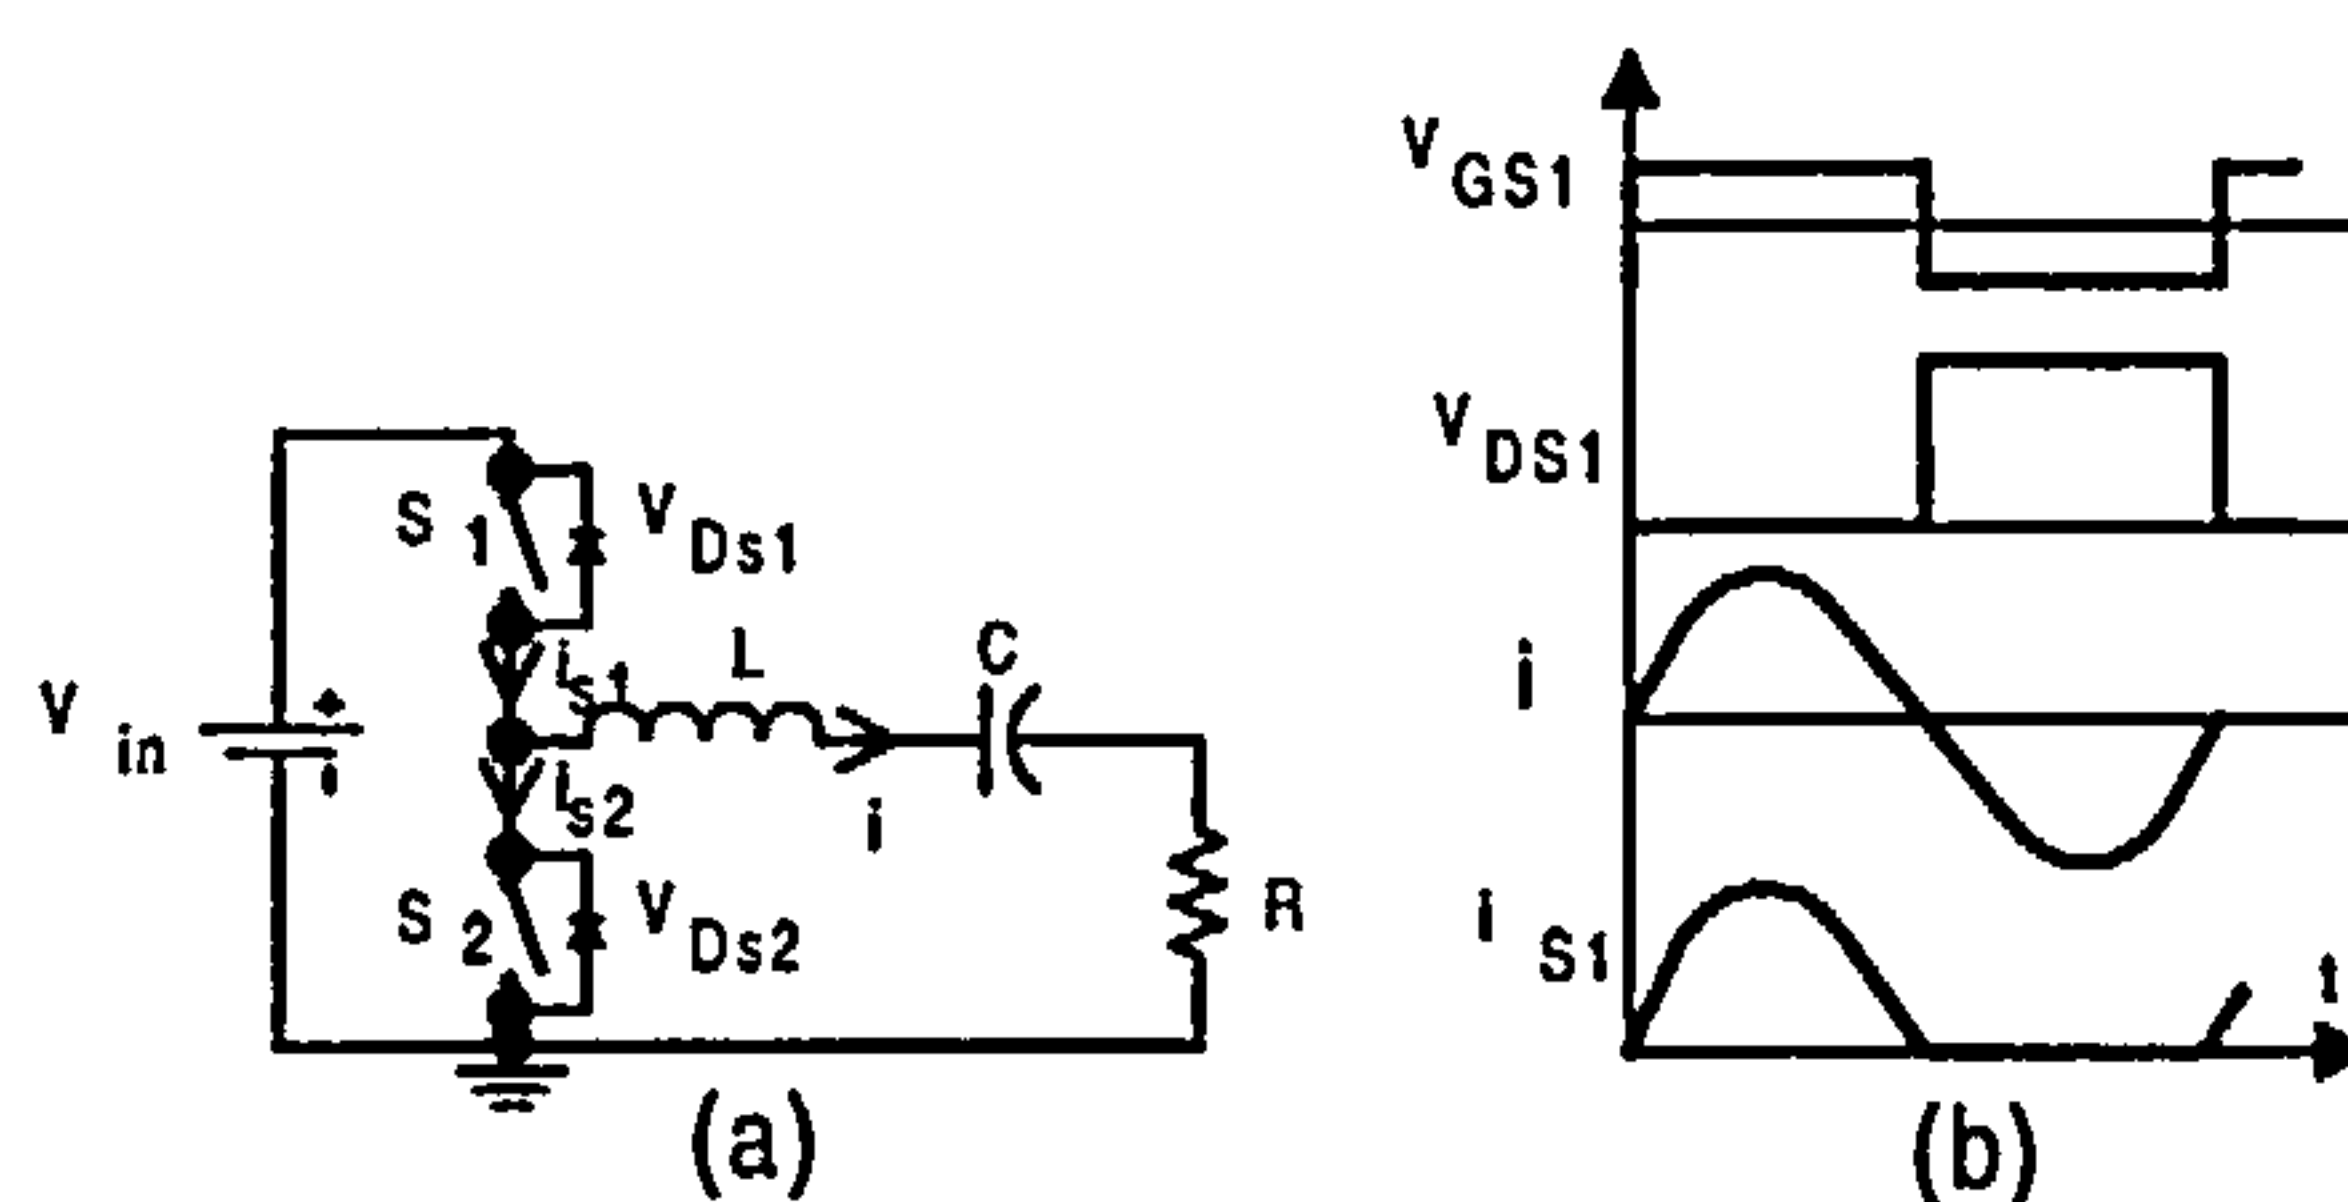 V in
S 1
V Ds1
i s1
L
C
i
i s2
S 2
V Ds2
R
(a)
V GS1
V DS1
i
i S1
t
(b)